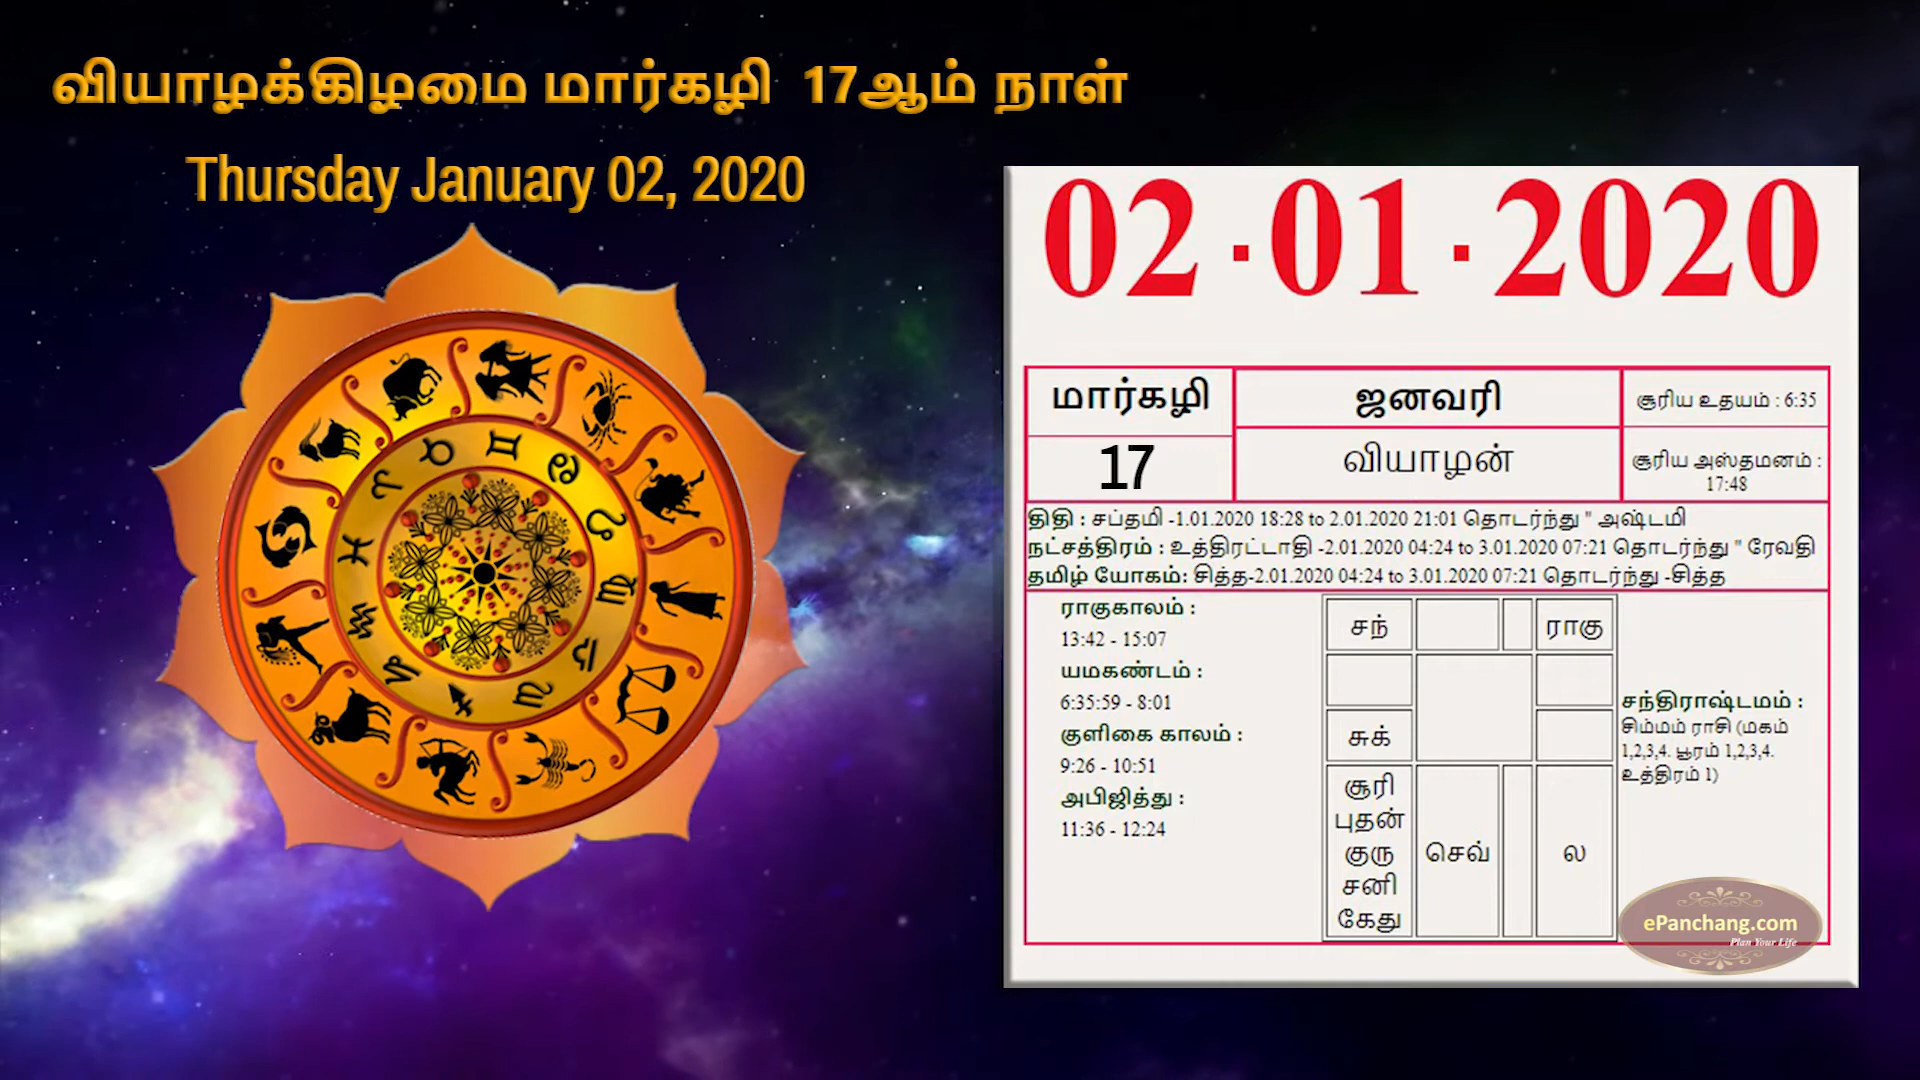 வியாழக்கிழமை மார்கழி 17ஆம் நாள்
Thursday January 02, 2020
02.01.2020
மார்கழி
17
ஜனவரி
வியாழன்
சூரிய உதயம் : 6:35
சூரிய அஸ்தமனம் :
17:48
திதி : சப்தமி -1.01.2020 18:28 to 2.01.2020 21:01 தொடர்ந்து " அஷ்டமி
நட்சத்திரம் : உத்திரட்டாதி -2.01.2020 04:24 to 3.01.2020 07:21 தொடர்ந்து " ரேவதி
தமிழ் யோகம்: சித்த-2.01.2020 04:24 to 3.01.2020 07:21 தொடர்ந்து -சித்த
ராகுகாலம் :
13:42 - 15:07
யமகண்டம் :
6:35:59 - 8:01
குளிகை காலம் :
9:26 - 10:51
அபிஜித்து :
11:36 - 12:24
சந்
ராகு
சுக்
சூரி
புதன்
குரு
சனி
கேது
செவ்
ல
சந்திராஷ்டமம் :
சிம்மம் ராசி (மகம்
1,2,3,4. பூரம் 1,2,3,4.
உத்திரம் 1)
ePanchang.com
Plan Your Life